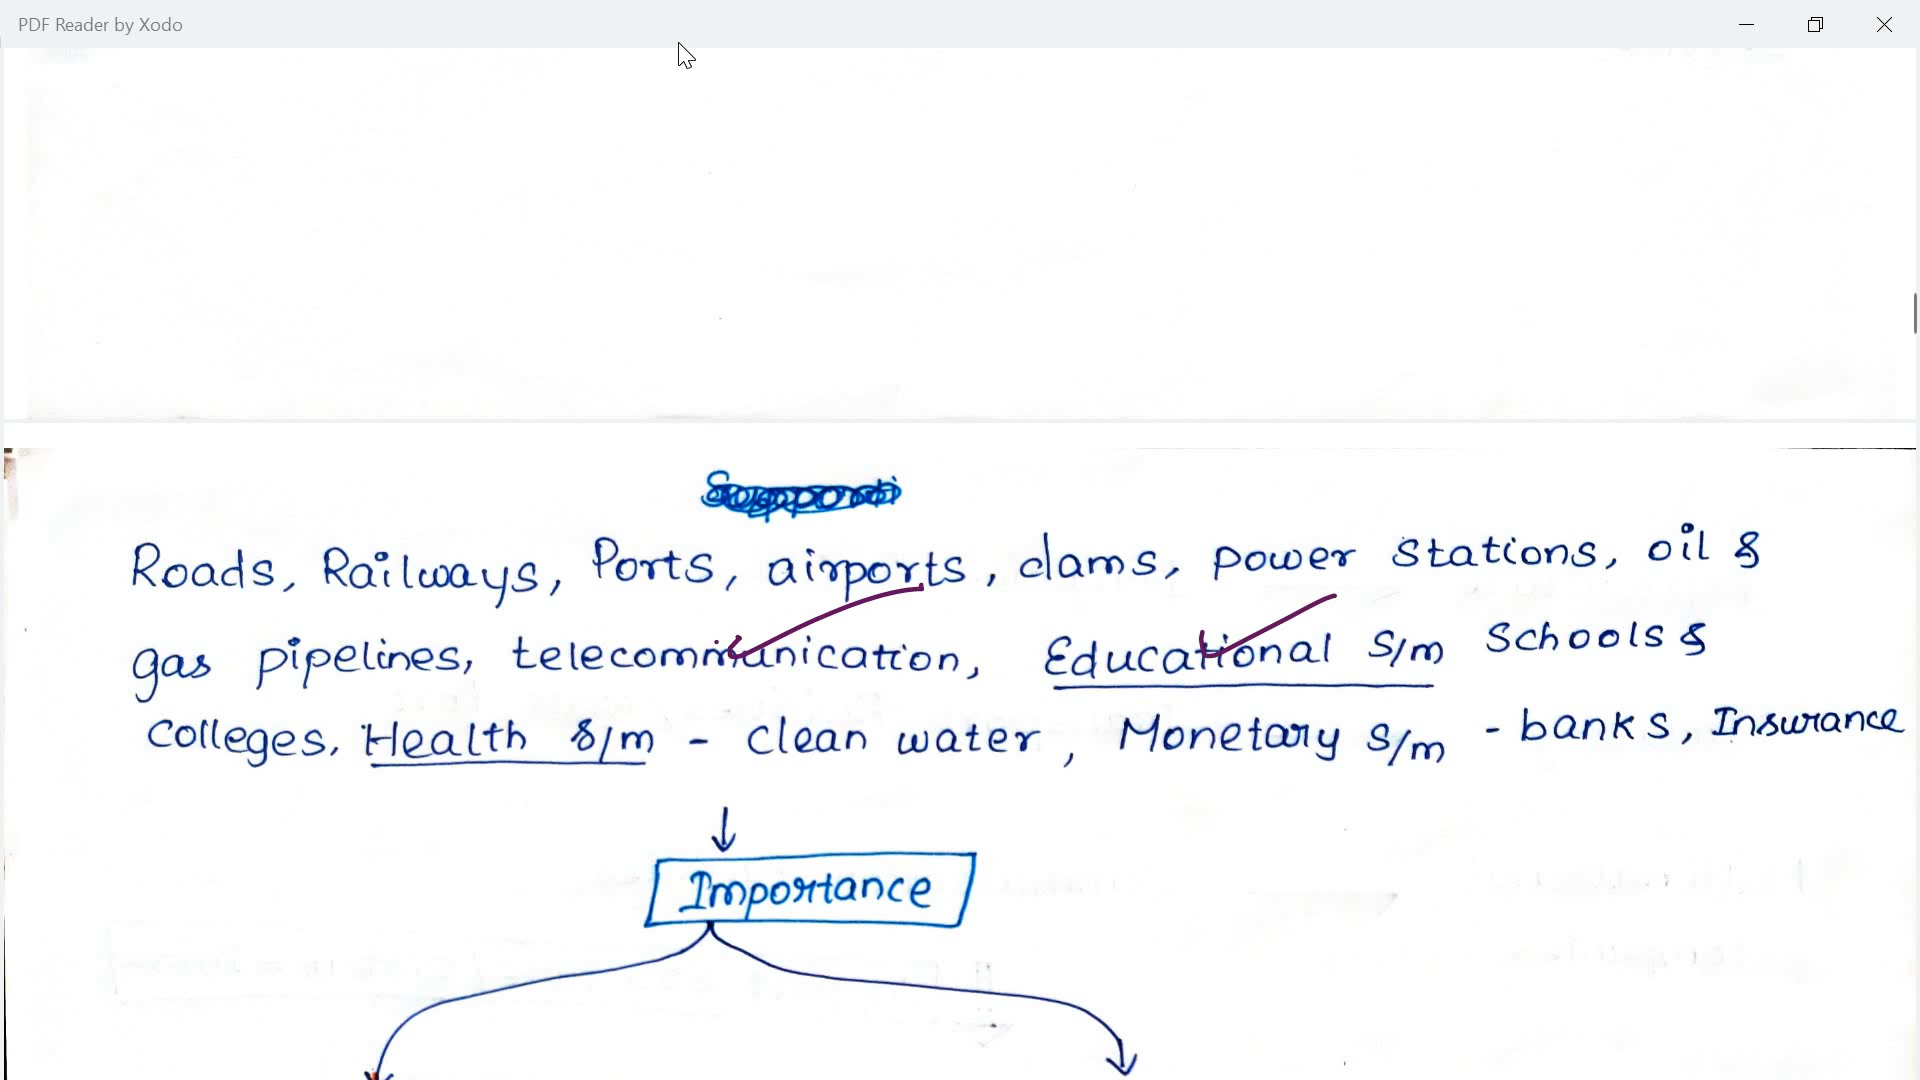 PDF Reader by Xodo
Roads, Railways, Ports, airports, dams, power stations, oil &
gas pipelines, telecommunication, Educational S/m Schools &
Colleges, Health S/m - clean water, Monetary S/m - banks, Insurance
Importance